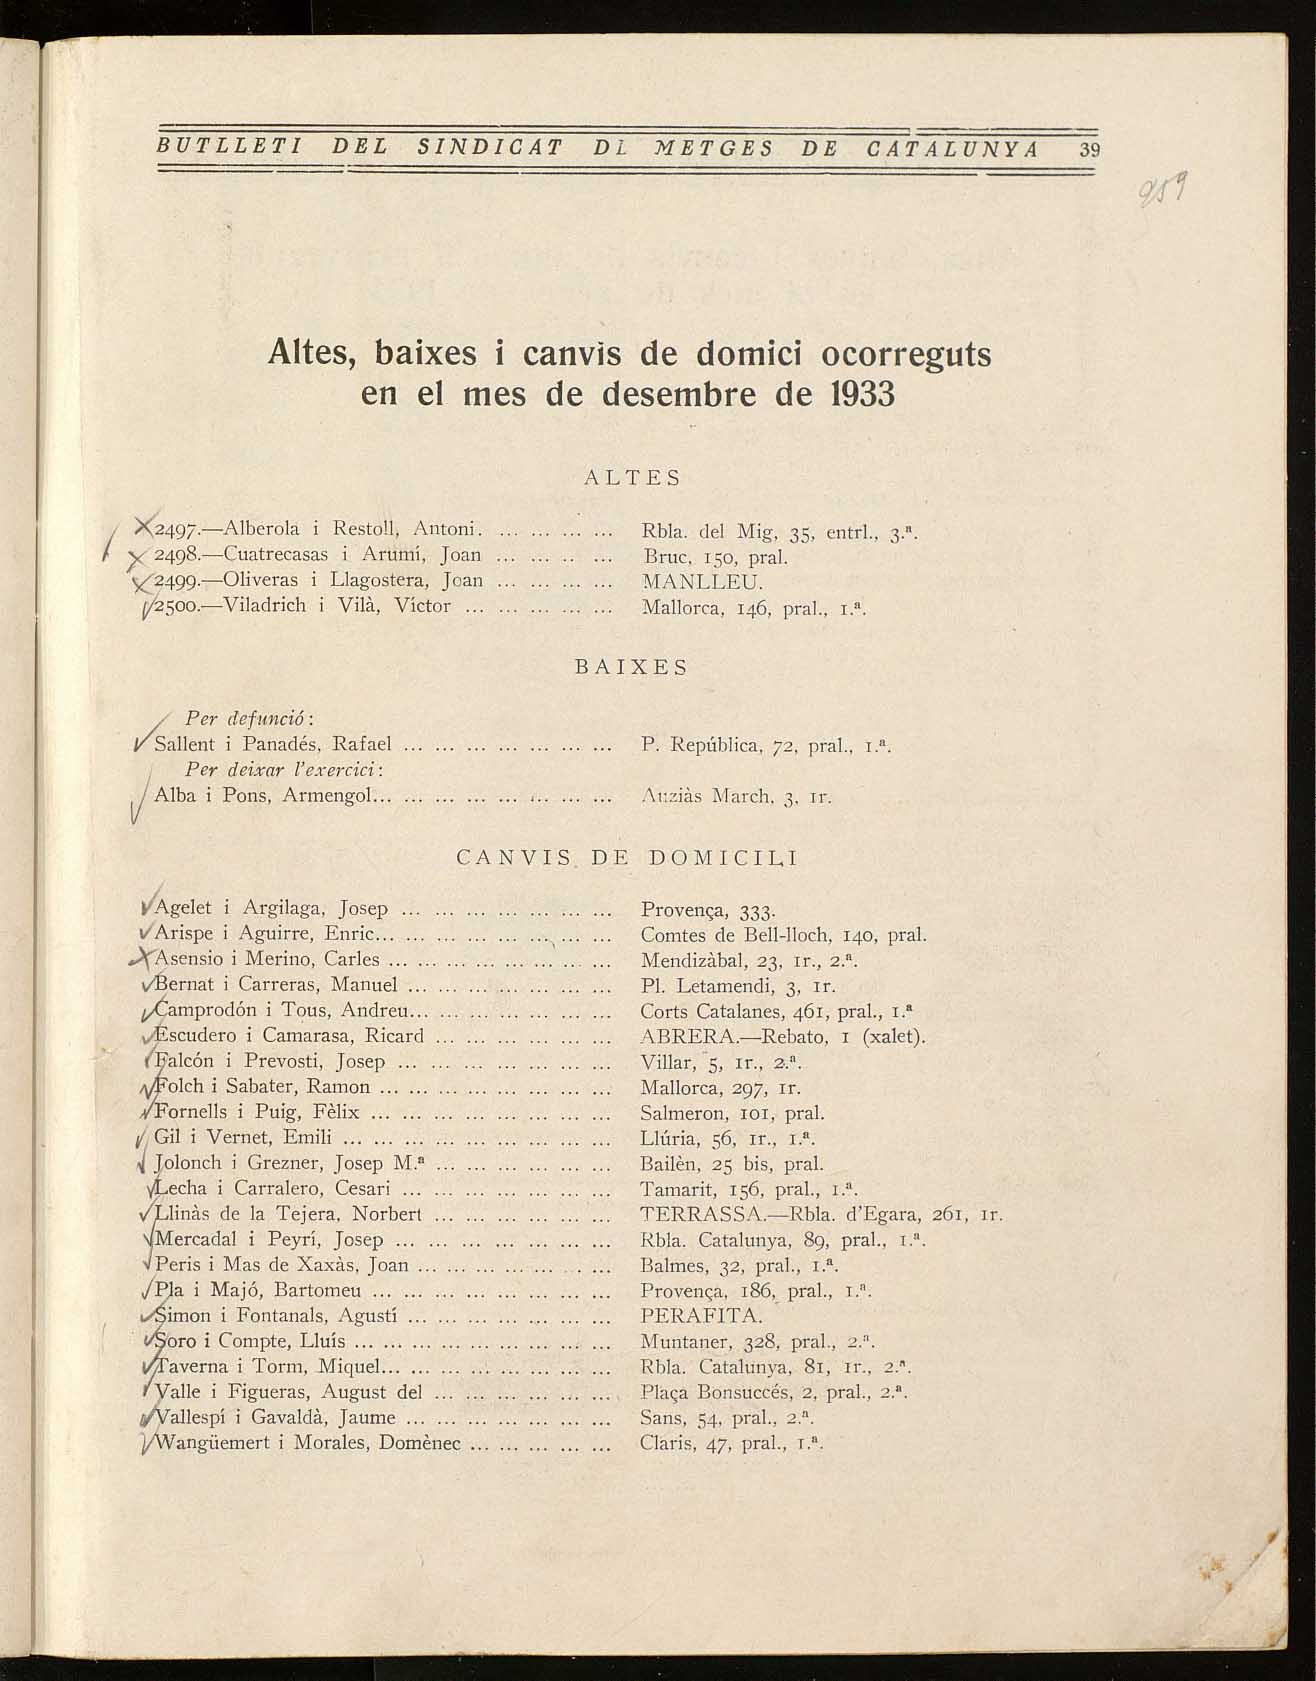 BUTLLETI DEL SINDICAT DE METGES DE CATALUNYA 39
959
Altes, baixes i canvis de domici ocorreguts
en el mes de desembre de 1933
ALTES
2497.—Alberola i Restoll, Antoni. ... ... ... ... Rbla. del Mig, 35, entrl., 3.ª.
2498.—Cuatrecasas i Arumí, Joan ... ... .. ... Bruc, 150, pral.
2499.—Oliveras i Llagostera, Joan ... ... ... ... MANLLEU.
2500.—Viladrich i Vilà, Víctor ... ... ... ... ... Mallorca, 146, pral., 1.ª.
BAIXES
Per defunció:
Sallent i Panadés, Rafael ... ... ... ... ... ... ... P. República, 72, pral., 1.ª.
Per deixar l'exercici:
Alba i Pons, Armengol... ... ... ... ... ... ... ... Auziàs March, 3, 1r.
CANVIS DE DOMICILI
Agelet i Argilaga, Josep ... ... ... ... ... ... ... Provença, 333.
Arispe i Aguirre, Enric... ... ... ... ... ... ... ... Comtes de Bell-lloch, 140, pral.
Asensio i Merino, Carles ... ... ... ... ... ... ... ... Mendizàbal, 23, 1r., 2.ª.
Bernat i Carreras, Manuel ... ... ... ... ... ... ... Pl. Letamendi, 3, 1r.
Camprodón i Tous, Andreu... ... ... ... ... ... ... Corts Catalanes, 461, pral., 1.ª
Escudero i Camarasa, Ricard ... ... ... ... ... ... ABRERA.—Rebato, 1 (xalet).
Falcón i Prevosti, Josep ... ... ... ... ... ... ... Villar, 5, 1r., 2.ª.
Folch i Sabater, Ramon ... ... ... ... ... ... ... ... Mallorca, 297, 1r.
Fornells i Puig, Fèlix ... ... ... ... ... ... ... ... Salmeron, 101, pral.
Gil i Vernet, Emili ... ... ... ... ... ... ... ... ... Llúria, 56, 1r., 1.ª.
Jolonch i Grezner, Josep M.ª ... ... ... ... ... ... Bailèn, 25 bis, pral.
Lecha i Carralero, Cesari ... ... ... ... ... ... ... Tamarit, 156, pral., 1.ª.
Llinàs de la Tejera, Norbert ... ... ... ... ... ... TERRASSA.—Rbla. d'Egara, 261, 1r.
Mercadal i Peyrí, Josep ... ... ... ... ... ... ... Rbla. Catalunya, 89, pral., 1.ª.
Peris i Mas de Xaxàs, Joan ... ... ... ... ... . ... Balmes, 32, pral., 1.ª.
Pla i Majó, Bartomeu ... ... ... ... ... ... ... ... Provença, 186, pral., 1.ª.
Simon i Fontanals, Agustí ... ... ... ... ... ... ... PERAFITA.
Soro i Compte, Lluís ... ... ... ... ... ... ... ... ... Muntaner, 328, pral., 2.ª.
Taverna i Torm, Miquel... ... ... ... ... ... ... ... Rbla. Catalunya, 81, 1r., 2.ª.
Valle i Figueras, August del ... ... ... ... ... ... Plaça Bonsuccés, 2, pral., 2.ª.
Vallespí i Gavaldà, Jaume ... ... ... ... ... ... ... Sans, 54, pral., 2.ª.
Wangüemert i Morales, Domènec ... ... ... ... ... Claris, 47, pral., 1.ª.